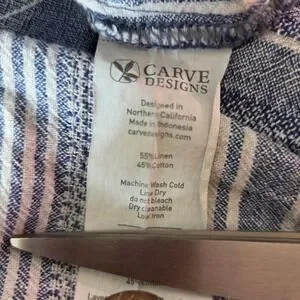 CARVE
DESIGNS
Designed in
Northern California
Made in Indonesia
carvedesigns.com
55%Linen
45%Cotton
Machine Wash Cold
Line Dry
do not bleach
Dry cleanable
Low Iron